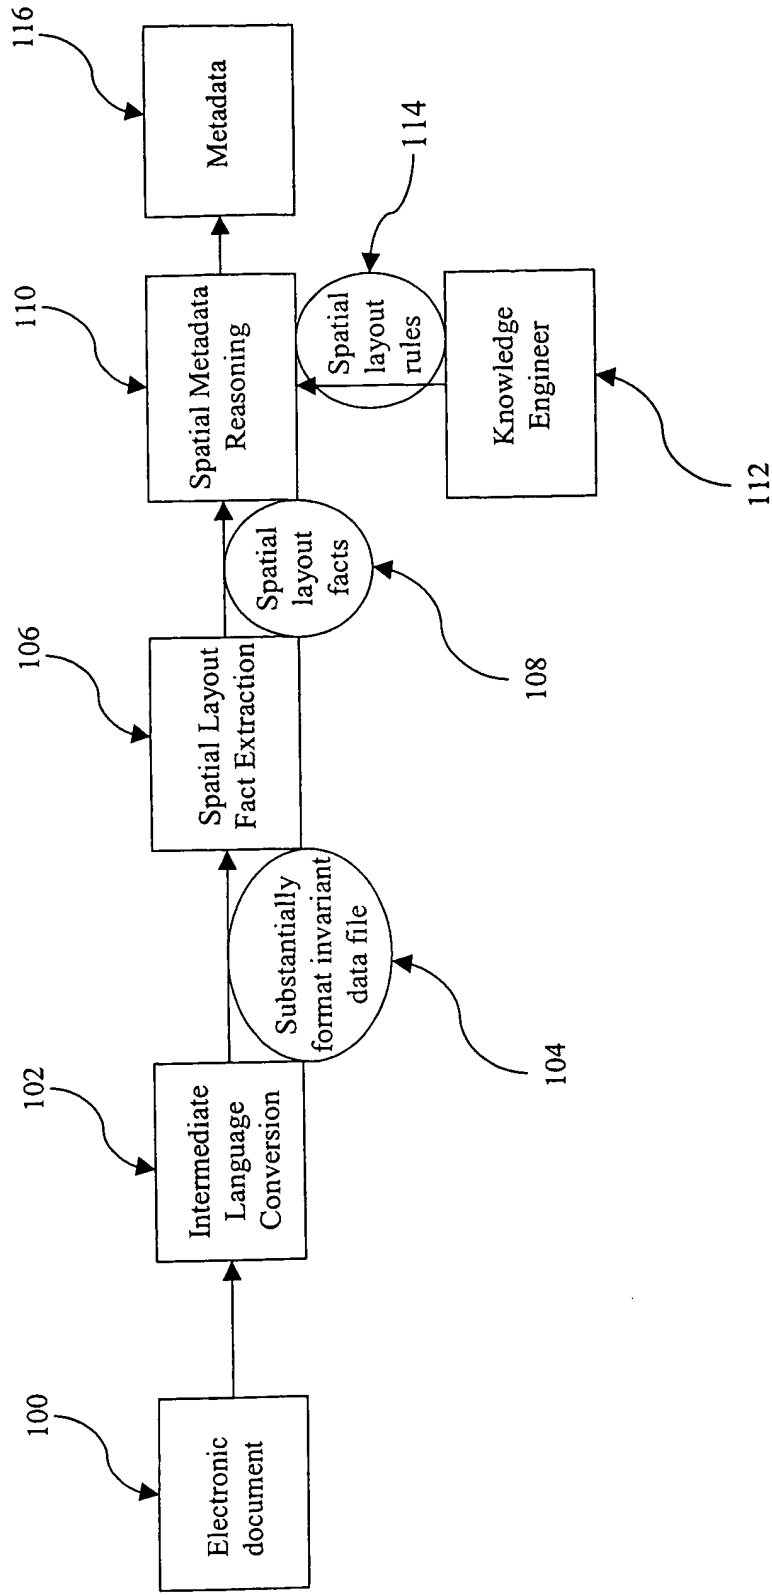 100
Electronic
document
102
Intermediate
Language
Conversion
104
Substantially
format invariant
data file
106
Spatial Layout
Fact Extraction
108
Spatial
layout
facts
110
Spatial Metadata
Reasoning
112
Knowledge
Engineer
114
Spatial
layout
rules
116
Metadata